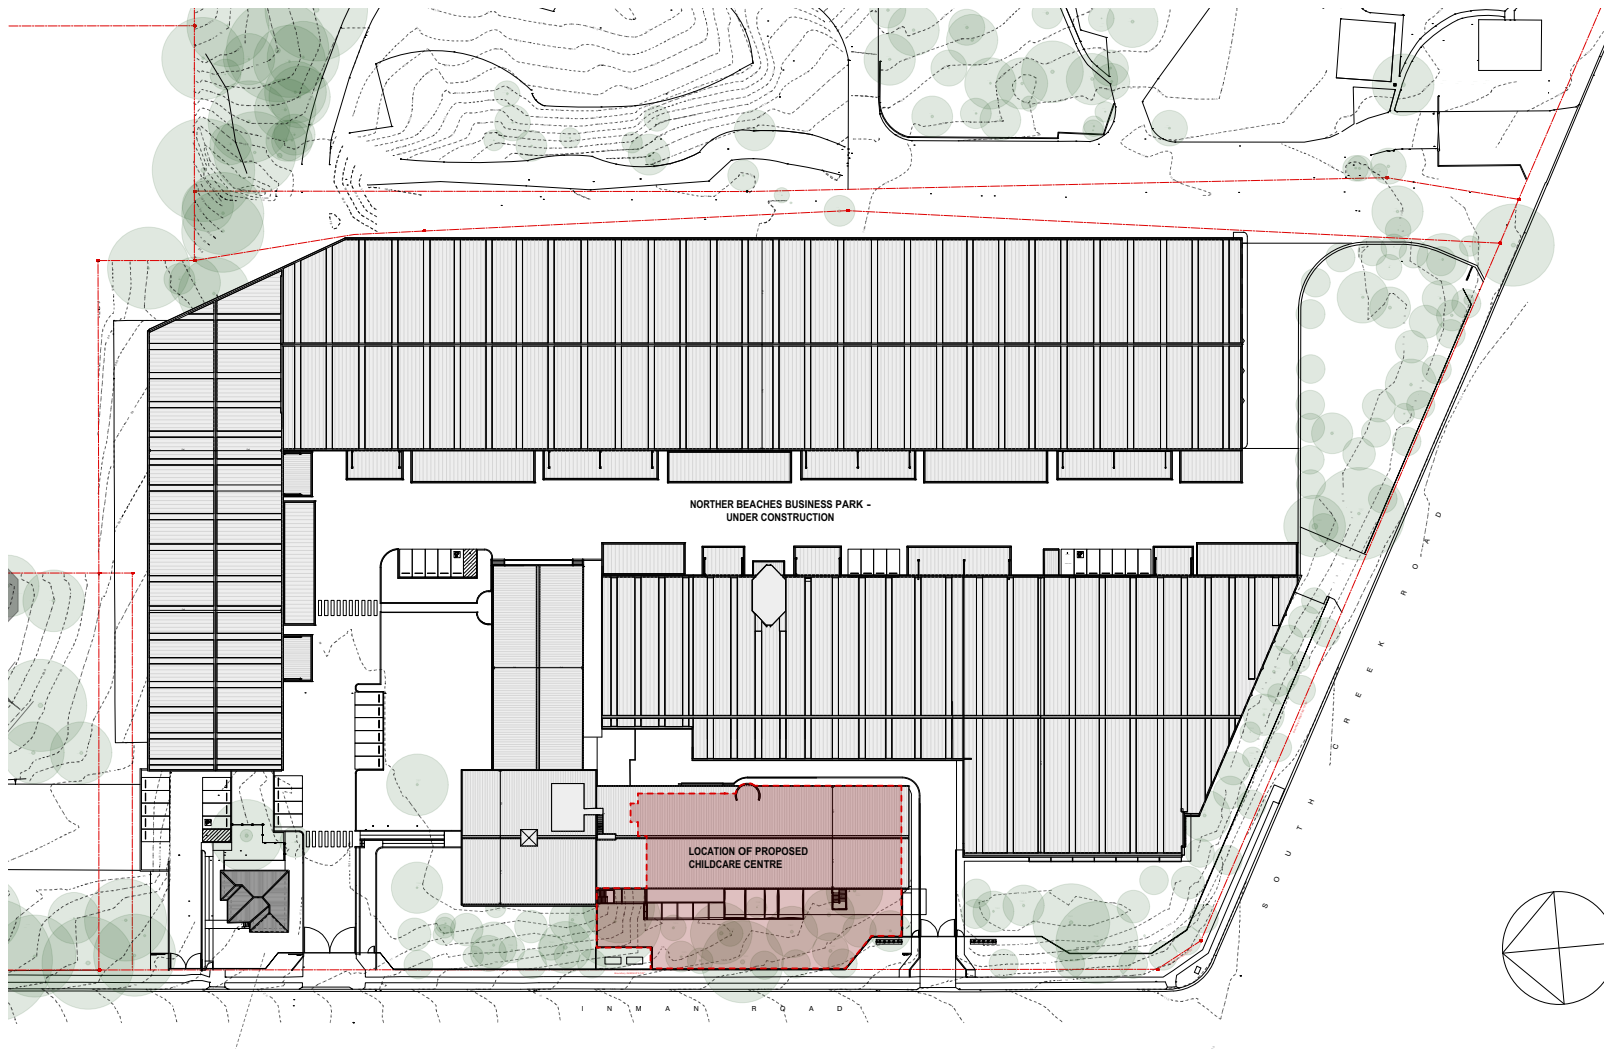 NORTHER BEACHES BUSINESS PARK -
UNDER CONSTRUCTION
SOUTH CREEK ROAD
LOCATION OF PROPOSED
CHILDCARE CENTRE
INMAN ROAD